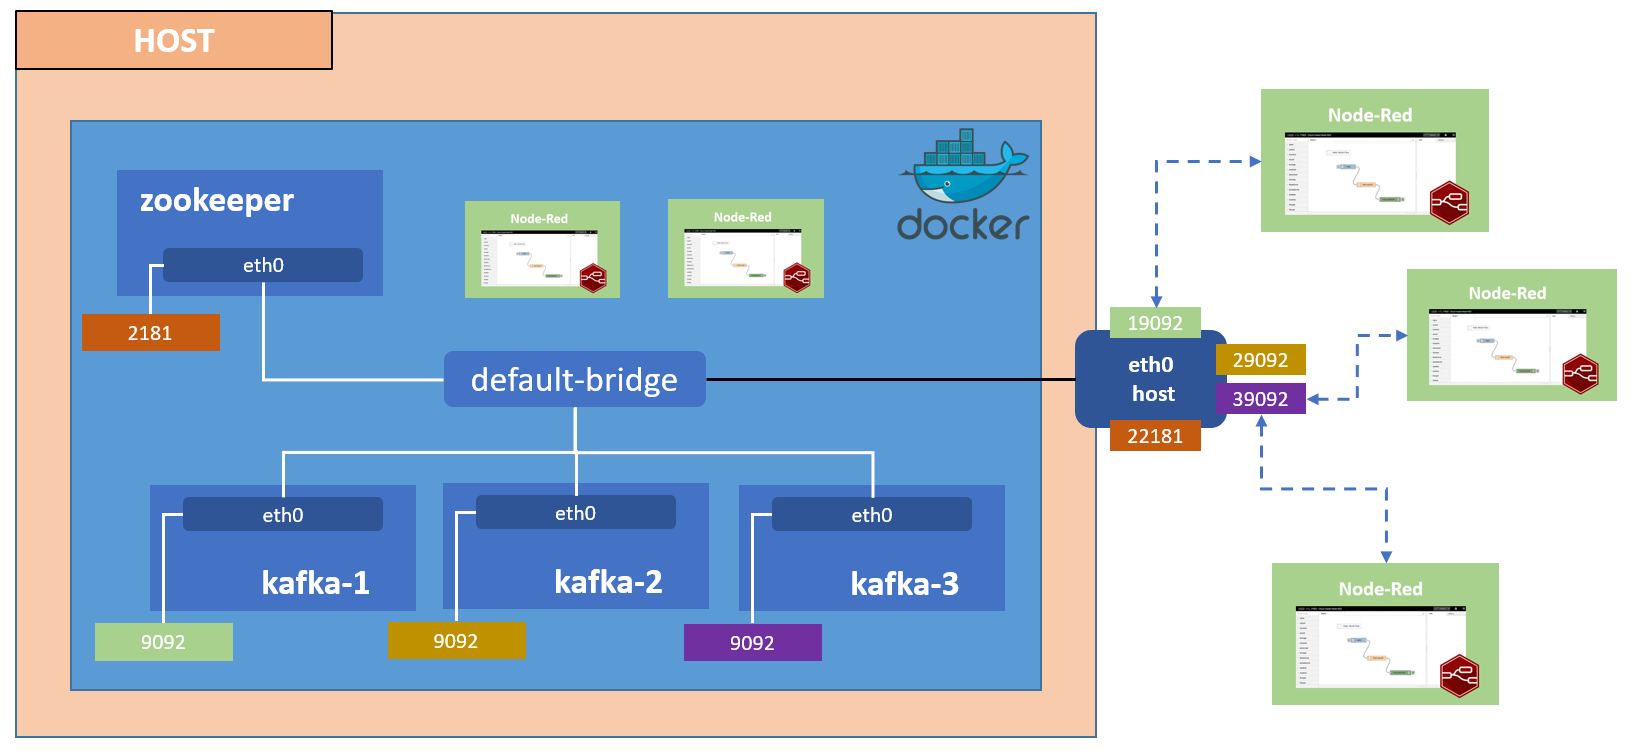 HOST
docker
zookeeper
eth0
2181
Node-Red
Node-Red
default-bridge
eth0
kafka-1
9092
eth0
kafka-2
9092
eth0
kafka-3
9092
19092
eth0
host
29092
39092
22181
Node-Red
Node-Red
Node-Red